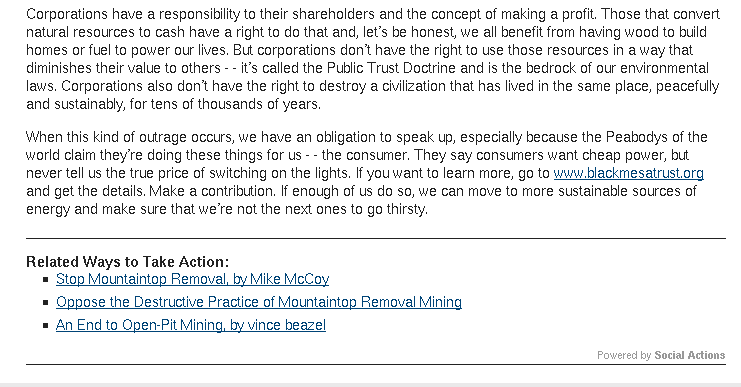 Corporations have a responsibility to their shareholders and the concept of making a profit. Those that convert
natural resources to cash have a right to do that and, let's be honest, we all benefit from having wood to build
homes or fuel to power our lives. But corporations don't have the right to use those resources in a way that
diminishes their value to others - - it's called the Public Trust Doctrine and is the bedrock of our environmental
laws. Corporations also don't have the right to destroy a civilization that has lived in the same place, peacefully
and sustainably, for tens of thousands of years.
When this kind of outrage occurs, we have an obligation to speak up, especially because the Peabodys of the
world claim they're doing these things for us - - the consumer. They say consumers want cheap power, but
never tell us the true price of switching on the lights. If you want to learn more, go to www.blackmesatrust.org
and get the details. Make a contribution. If enough of us do so, we can move to more sustainable sources of
energy and make sure that we're not the next ones to go thirsty.
Related Ways to Take Action:
Stop Mountaintop Removal, by Mike McCoy
Oppose the Destructive Practice of Mountaintop Removal Mining
An End to Open-Pit Mining, by vince beazel
Powered by Social Actions